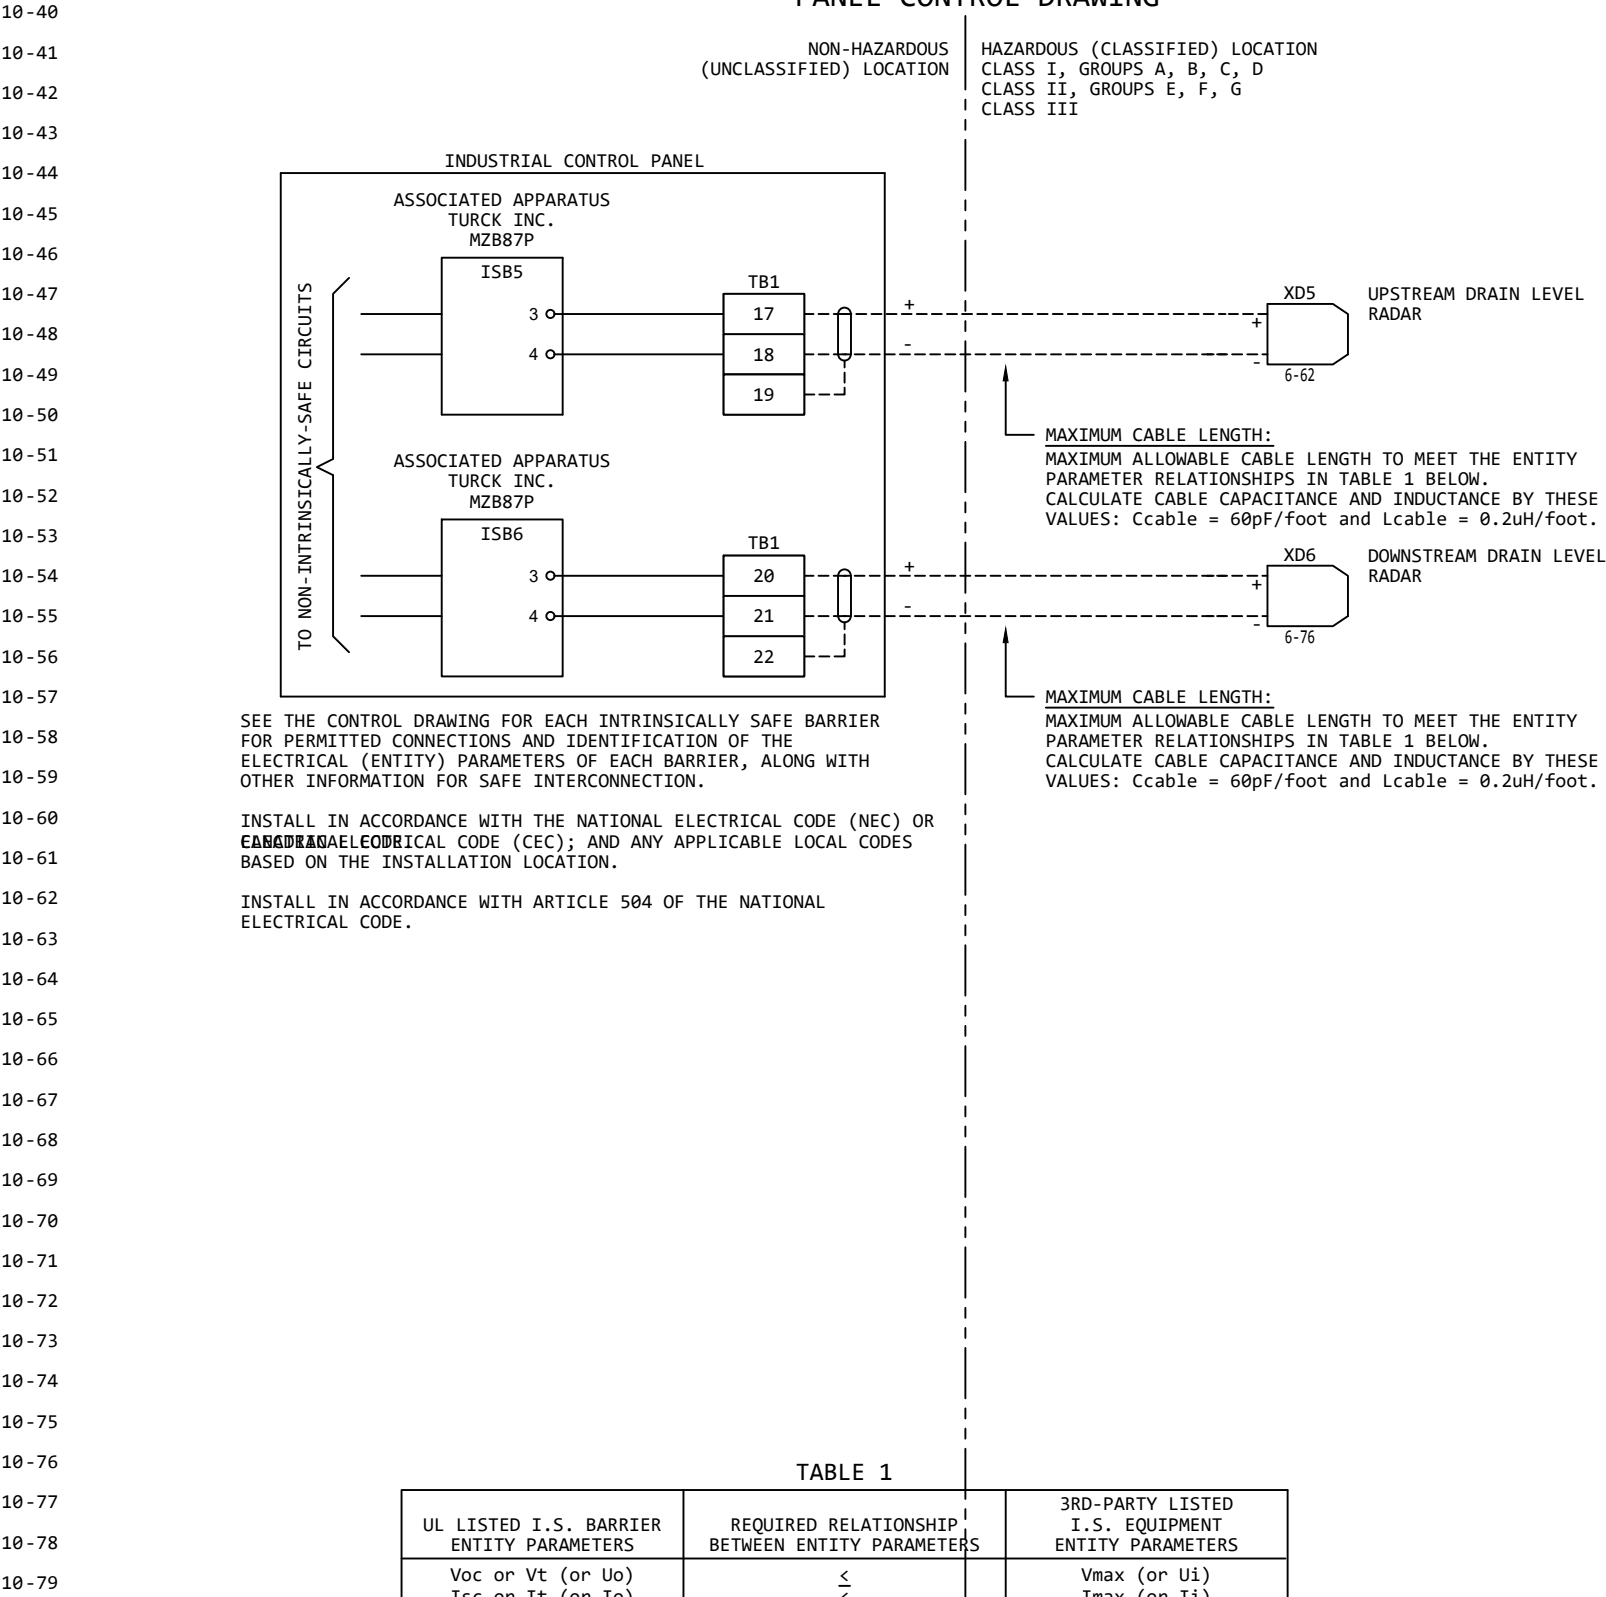 PANEL CONTROL DRAWING
10-40
10-41
10-42
10-43
10-44
10-45
10-46
10-47
10-48
10-49
10-50
10-51
10-52
10-53
10-54
10-55
10-56
10-57
10-58
10-59
10-60
10-61
10-62
10-63
10-64
10-65
10-66
10-67
10-68
10-69
10-70
10-71
10-72
10-73
10-74
10-75
10-76
10-77
10-78
10-79
NON-HAZARDOUS
(UNCLASSIFIED) LOCATION
HAZARDOUS (CLASSIFIED) LOCATION
CLASS I, GROUPS A, B, C, D
CLASS II, GROUPS E, F, G
CLASS III
INDUSTRIAL CONTROL PANEL
TO NON-INTRINSICALLY-SAFE CIRCUITS
ASSOCIATED APPARATUS
TURCK INC.
MZB87P
ISB5
3
4
TB1
17
18
19
+
-
XD5
+
-
6-62
UPSTREAM DRAIN LEVEL
RADAR
MAXIMUM CABLE LENGTH:
MAXIMUM ALLOWABLE CABLE LENGTH TO MEET THE ENTITY
PARAMETER RELATIONSHIPS IN TABLE 1 BELOW.
CALCULATE CABLE CAPACITANCE AND INDUCTANCE BY THESE
VALUES: Ccable = 60pF/foot and Lcable = 0.2uH/foot.
ASSOCIATED APPARATUS
TURCK INC.
MZB87P
ISB6
3
4
TB1
20
21
22
+
-
XD6
+
-
6-76
DOWNSTREAM DRAIN LEVEL
RADAR
MAXIMUM CABLE LENGTH:
MAXIMUM ALLOWABLE CABLE LENGTH TO MEET THE ENTITY
PARAMETER RELATIONSHIPS IN TABLE 1 BELOW.
CALCULATE CABLE CAPACITANCE AND INDUCTANCE BY THESE
VALUES: Ccable = 60pF/foot and Lcable = 0.2uH/foot.
SEE THE CONTROL DRAWING FOR EACH INTRINSICALLY SAFE BARRIER
FOR PERMITTED CONNECTIONS AND IDENTIFICATION OF THE
ELECTRICAL (ENTITY) PARAMETERS OF EACH BARRIER, ALONG WITH
OTHER INFORMATION FOR SAFE INTERCONNECTION.
INSTALL IN ACCORDANCE WITH THE NATIONAL ELECTRICAL CODE (NEC) OR
CODE (CEC); AND ANY APPLICABLE LOCAL CODES
BASED ON THE INSTALLATION LOCATION.
INSTALL IN ACCORDANCE WITH ARTICLE 504 OF THE NATIONAL
ELECTRICAL CODE.
TABLE 1
UL LISTED I.S. BARRIER
ENTITY PARAMETERS
REQUIRED RELATIONSHIP
BETWEEN ENTITY PARAMETERS
3RD-PARTY LISTED
I.S. EQUIPMENT
ENTITY PARAMETERS
Voc or Vt (or Uo)
≤
Vmax (or Ui)